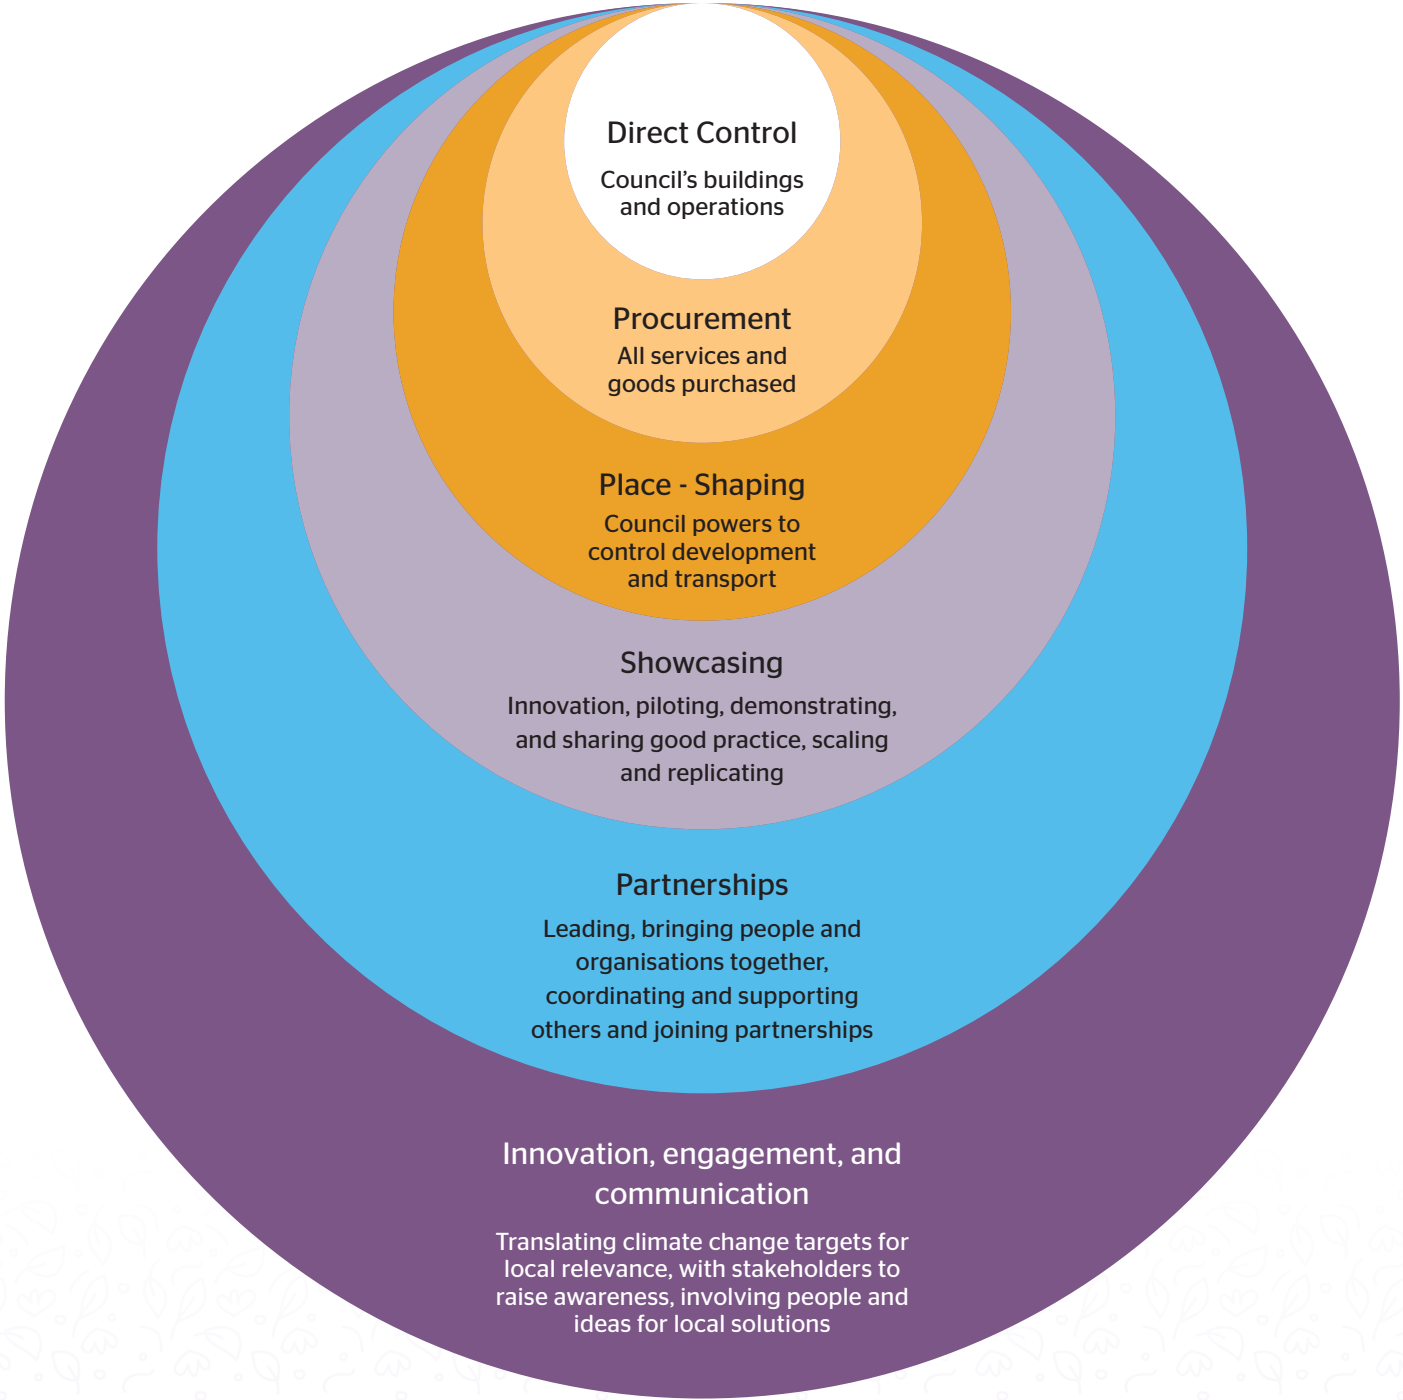 Direct Control
Council’s buildings
and operations
Procurement
All services and
goods purchased
Place - Shaping
Council powers to
control development
and transport
Showcasing
Innovation, piloting, demonstrating,
and sharing good practice, scaling
and replicating
Partnerships
Leading, bringing people and
organisations together,
coordinating and supporting
others and joining partnerships
Innovation, engagement, and
communication
Translating climate change targets for
local relevance, with stakeholders to
raise awareness, involving people and
ideas for local solutions